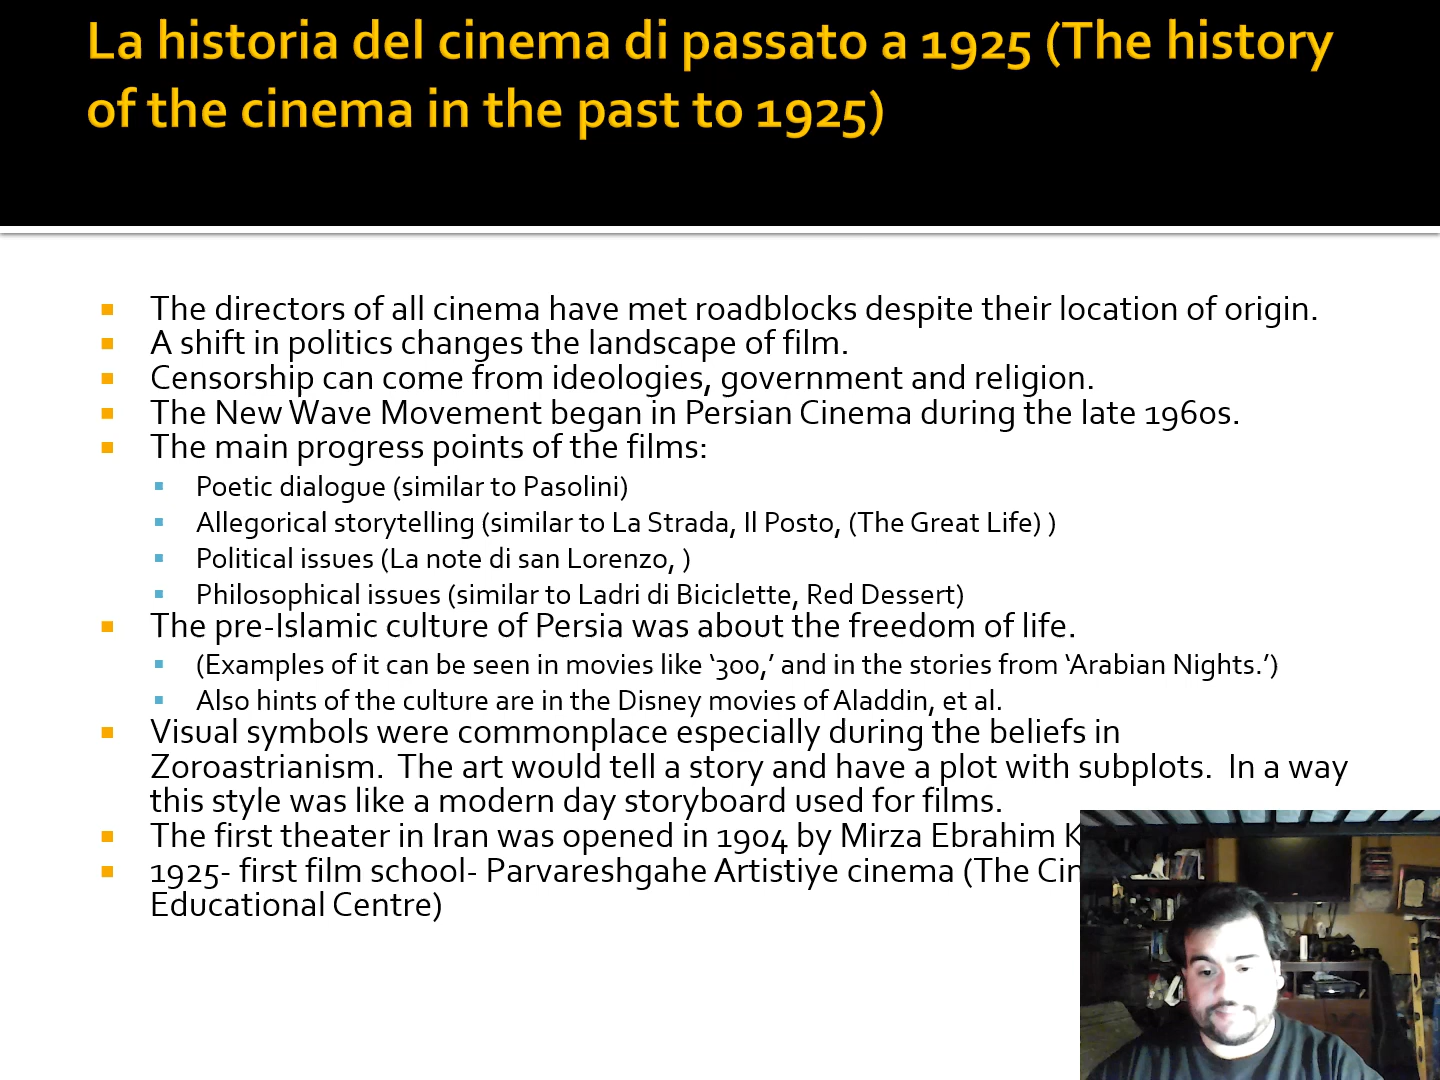 La historia del cinema di passato a 1925 (The history
of the cinema in the past to 1925)
The directors of all cinema have met roadblocks despite their location of origin.
A shift in politics changes the landscape of film.
Censorship can come from ideologies, government and religion.
The New Wave Movement began in Persian Cinema during the late 1960s.
The main progress points of the films:
Poetic dialogue (similar to Pasolini)
Allegorical storytelling (similar to La Strada, Il Posto, (The Great Life) )
Political issues (La note di san Lorenzo, )
Philosophical issues (similar to Ladri di Biciclette, Red Dessert)
The pre-Islamic culture of Persia was about the freedom of life.
(Examples of it can be seen in movies like ‘300,’ and in the stories from ‘Arabian Nights.’)
Also hints of the culture are in the Disney movies of Aladdin, et al.
Visual symbols were commonplace especially during the beliefs in
Zoroastrianism.  The art would tell a story and have a plot with subplots.  In a way
this style was like a modern day storyboard used for films.
The first theater in Iran was opened in 1904 by Mirza Ebrahim
1925- first film school- Parvareshgahe Artistiye cinema (The
Educational Centre)